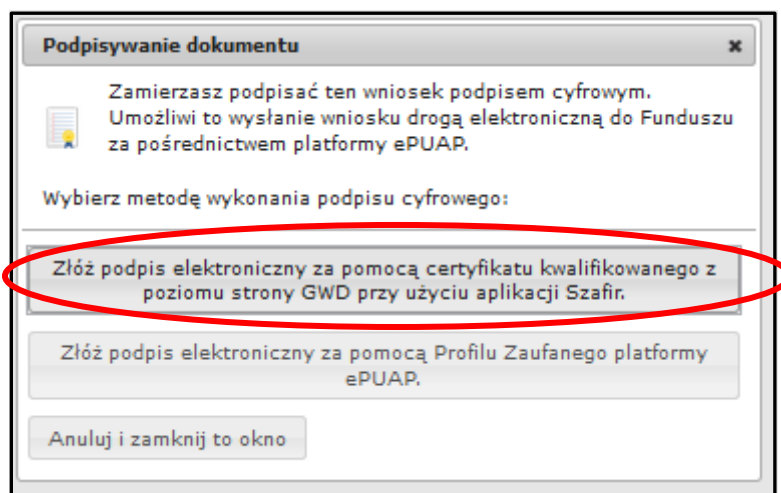 Podpisywanie dokumentu
Zamierzasz podpisać ten wniosek podpisem cyfrowym.
Umożliwi to wysłanie wniosku drogą elektroniczną do Funduszu
za pośrednictwem platformy ePUAP.
Wybierz metodę wykonania podpisu cyfrowego:
Złóż podpis elektroniczny za pomocą certyfikatu kwalifikowanego z
poziomu strony GWD przy użyciu aplikacji Szafir.
Złóż podpis elektroniczny za pomocą Profilu Zaufanego platformy
ePUAP.
Anuluj i zamknij to okno